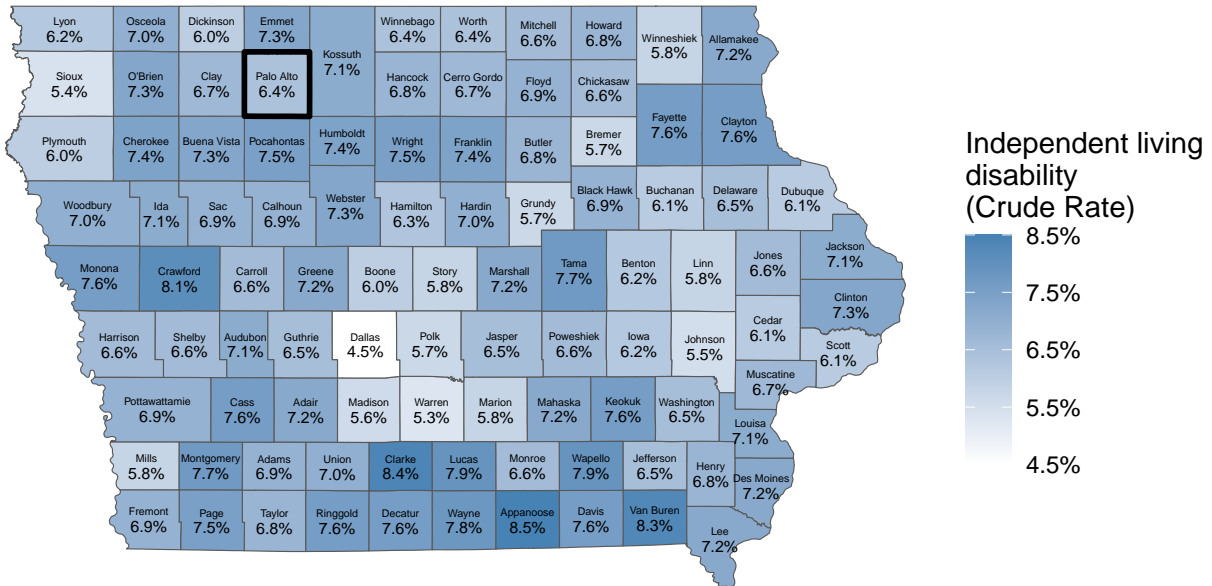 Lyon
6.2%
Osceola
7.0%
Dickinson
6.0%
Emmet
7.3%
Kossuth
7.1%
Winnebago
6.4%
Worth
6.4%
Mitchell
6.6%
Howard
6.8%
Winneshiek
5.8%
Allamakee
7.2%
Sioux
5.4%
O'Brien
7.3%
Clay
6.7%
Palo Alto
6.4%
Hancock
6.8%
Cerro Gordo
6.7%
Floyd
6.9%
Chickasaw
6.6%
Fayette
7.6%
Clayton
7.6%
Plymouth
6.0%
Cherokee
7.4%
Buena Vista
7.3%
Pocahontas
7.5%
Humboldt
7.4%
Wright
7.5%
Franklin
7.4%
Butler
6.8%
Bremer
5.7%
Woodbury
7.0%
Ida
7.1%
Sac
6.9%
Calhoun
6.9%
Webster
7.3%
Hamilton
6.3%
Hardin
7.0%
Grundy
5.7%
Black Hawk
6.9%
Buchanan
6.1%
Delaware
6.5%
Dubuque
6.1%
Monona
7.6%
Crawford
8.1%
Carroll
6.6%
Greene
7.2%
Boone
6.0%
Story
5.8%
Marshall
7.2%
Tama
7.7%
Benton
6.2%
Linn
5.8%
Jones
6.6%
Jackson
7.1%
Clinton
7.3%
Harrison
6.6%
Shelby
6.6%
Audubon
7.1%
Guthrie
6.5%
Dallas
4.5%
Polk
5.7%
Jasper
6.5%
Poweshiek
6.6%
Iowa
6.2%
Johnson
5.5%
Cedar
6.1%
Scott
6.1%
Muscatine
6.7%
Pottawattamie
6.9%
Cass
7.6%
Adair
7.2%
Madison
5.6%
Warren
5.3%
Marion
5.8%
Mahaska
7.2%
Keokuk
7.6%
Washington
6.5%
Louisa
7.1%
Mills
5.8%
Montgomery
7.7%
Adams
6.9%
Union
7.0%
Clarke
8.4%
Lucas
7.9%
Monroe
6.6%
Wapello
7.9%
Jefferson
6.5%
Henry
6.8%
Des Moines
7.2%
Fremont
6.9%
Page
7.5%
Taylor
6.8%
Ringgold
7.6%
Decatur
7.6%
Wayne
7.8%
Appanoose
8.5%
Davis
7.6%
Van Buren
8.3%
Lee
7.2%
Independent living
disability
(Crude Rate)
8.5%
7.5%
6.5%
5.5%
4.5%